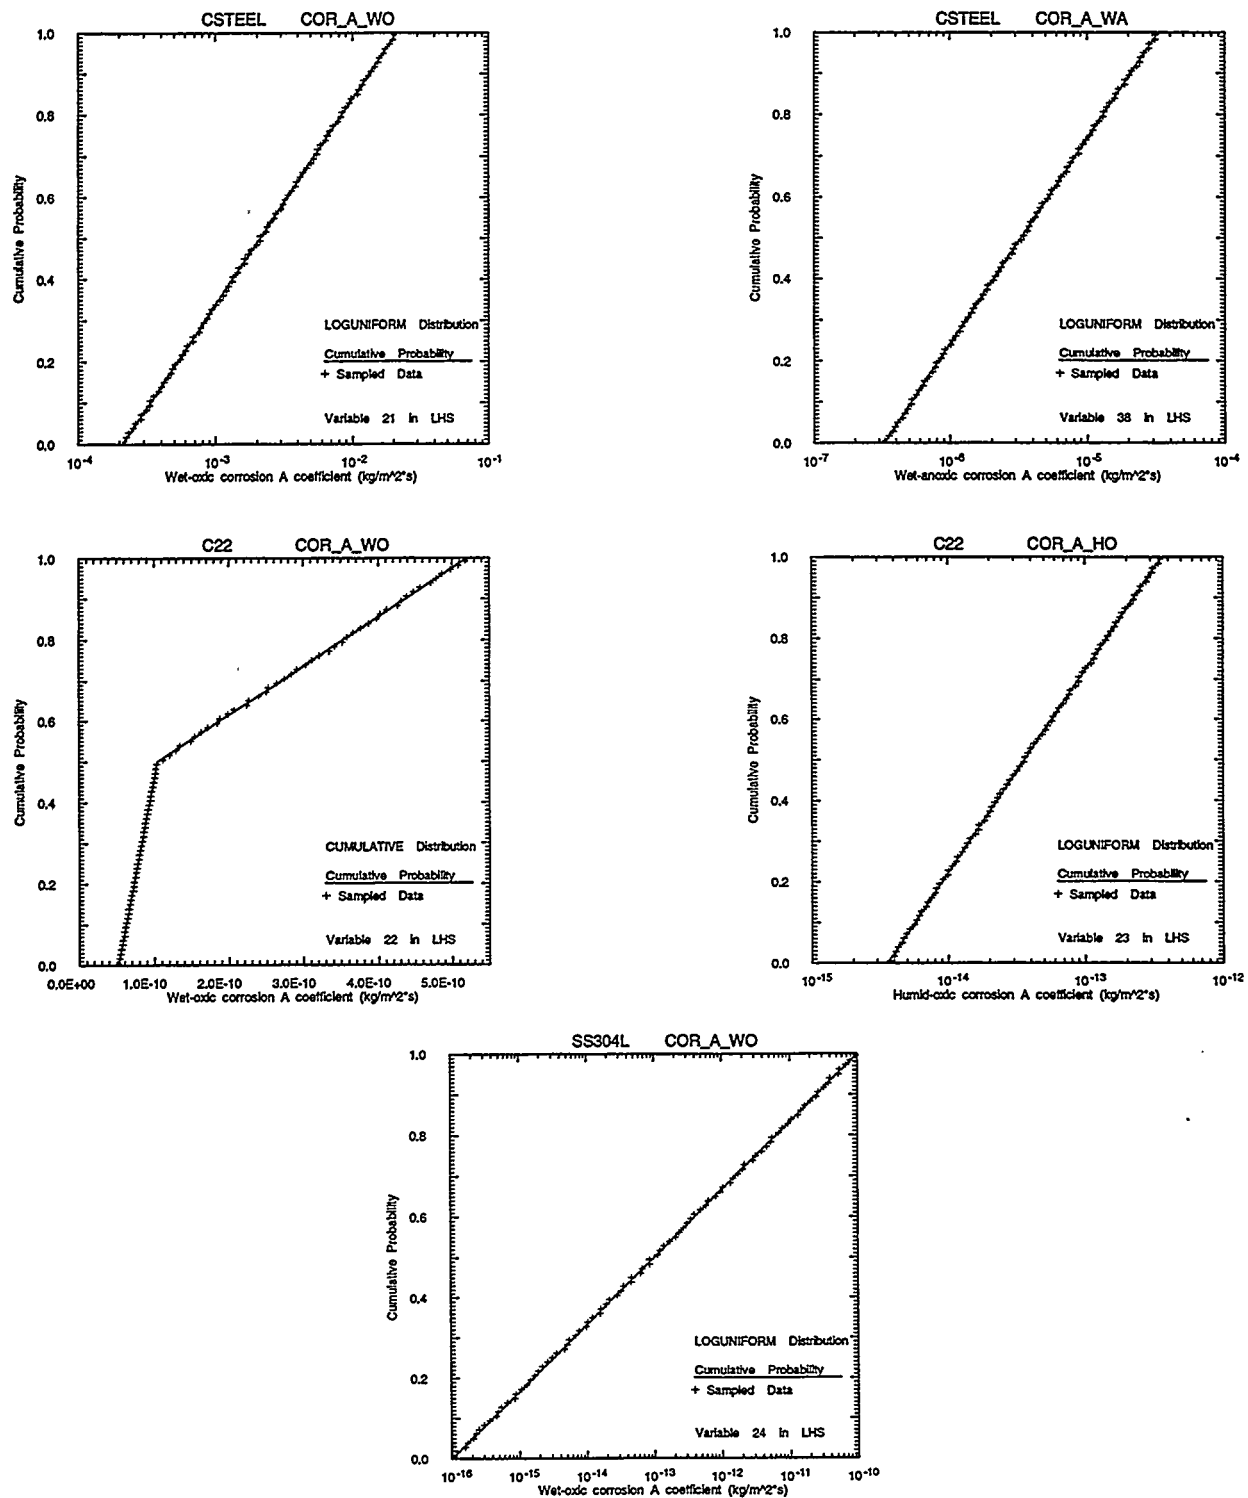 CSTEEL COR_A_WO
1.0
0.8
0.6
0.4
0.2
0.0
Cumulative Probability
LOGUNIFORM Distribution
Cumulative Probability
+ Sampled Data
Variable 21 in LHS
10^-4 10^-3 10^-2 10^-1
Wet-oxic corrosion A coefficient (kg/m^2*s)
CSTEEL COR_A_WA
1.0
0.8
0.6
0.4
0.2
0.0
Cumulative Probability
LOGUNIFORM Distribution
Cumulative Probability
+ Sampled Data
Variable 38 in LHS
10^-7 10^-6 10^-5 10^-4
Wet-anoxic corrosion A coefficient (kg/m^2*s)
C22 COR_A_WO
1.0
0.8
0.6
0.4
0.2
0.0
Cumulative Probability
CUMULATIVE Distribution
Cumulative Probability
+ Sampled Data
Variable 22 in LHS
0.0E+00 1.0E-10 2.0E-10 3.0E-10 4.0E-10 5.0E-10
Wet-oxic corrosion A coefficient (kg/m^2*s)
C22 COR_A_HO
1.0
0.8
0.6
0.4
0.2
0.0
Cumulative Probability
LOGUNIFORM Distribution
Cumulative Probability
+ Sampled Data
Variable 23 in LHS
10^-15 10^-14 10^-13 10^-12
Humid-oxic corrosion A coefficient (kg/m^2*s)
SS304L COR_A_WO
1.0
0.8
0.6
0.4
0.2
0.0
Cumulative Probability
LOGUNIFORM Distribution
Cumulative Probability
+ Sampled Data
Variable 24 in LHS
10^-16 10^-15 10^-14 10^-13 10^-12 10^-11 10^-10
Wet-oxic corrosion A coefficient (kg/m^2*s)